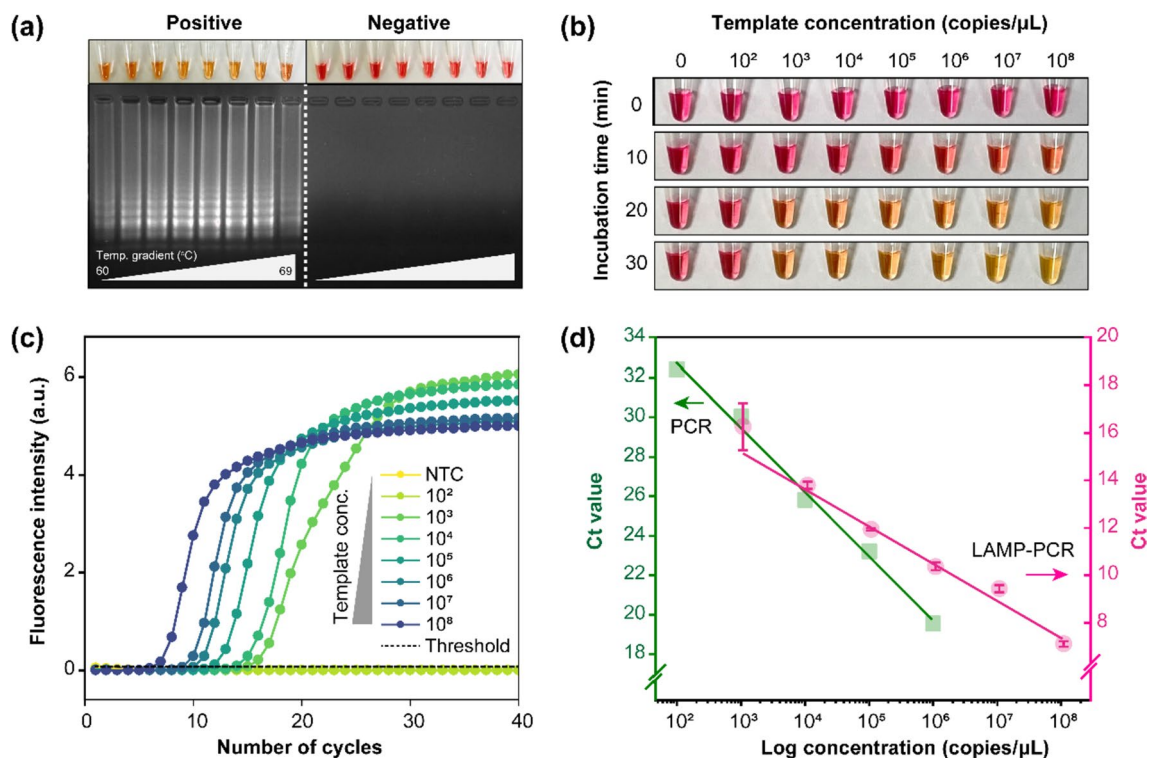 (a)
Positive
Negative
Temp. gradient (°C)
60
69
(b)
Template concentration (copies/µL)
0 10² 10³ 10⁴ 10⁵ 10⁶ 10⁷ 10⁸
Incubation time (min)
0
10
20
30
(c)
Fluorescence intensity (a.u.)
6
4
2
0
0 10 20 30 40
Number of cycles
Template conc.
NTC
10²
10³
10⁴
10⁵
10⁶
10⁷
10⁸
Threshold
(d)
Ct value
34
32
30
28
26
24
22
20
18
PCR
LAMP-PCR
20
18
16
14
12
10
8
Ct value
10² 10³ 10⁴ 10⁵ 10⁶ 10⁷ 10⁸
Log concentration (copies/µL)